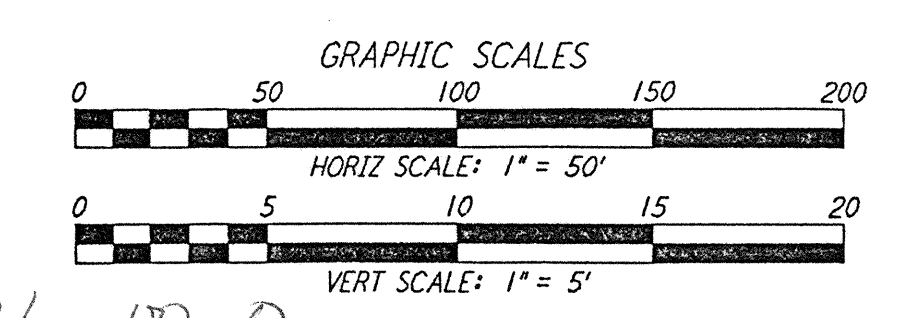 GRAPHIC SCALES
0 50 100 150 200
HORIZ SCALE: 1" = 50'
0 5 10 15 20
VERT SCALE: 1" = 5'